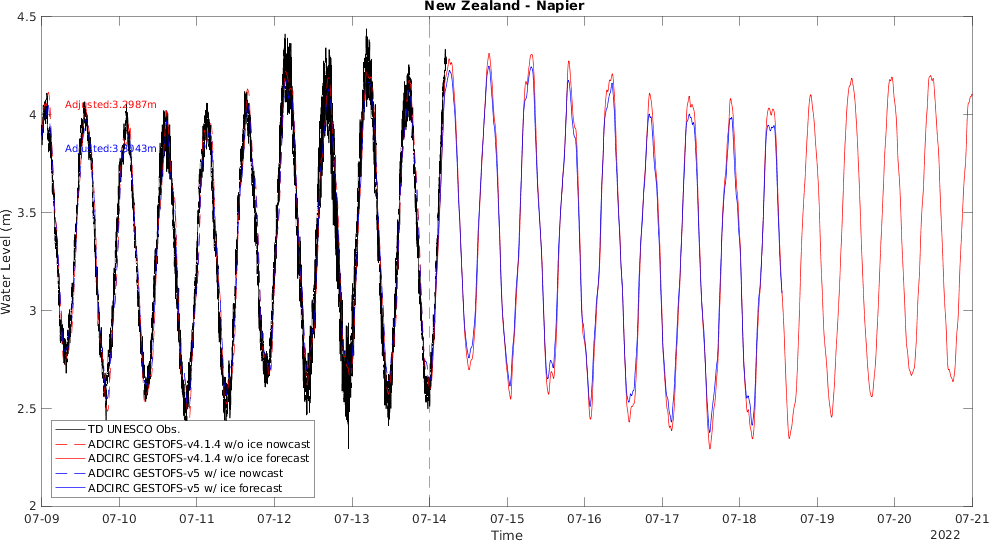 New Zealand - Napier
4.5
4
3.5
3
2.5
2
Water Level (m)
Adjusted:3.2987m
TD UNESCO Obs.
ADCIRC GESTOFS-v4.1.4 w/o ice nowcast
ADCIRC GESTOFS-v4.1.4 w/o ice forecast
ADCIRC GESTOFS-v5 w/ ice nowcast
ADCIRC GESTOFS-v5 w/ ice forecast
07-09 07-10 07-11 07-12 07-13 07-14 07-15 07-16 07-17 07-18 07-19 07-20 07-21
Time
2022